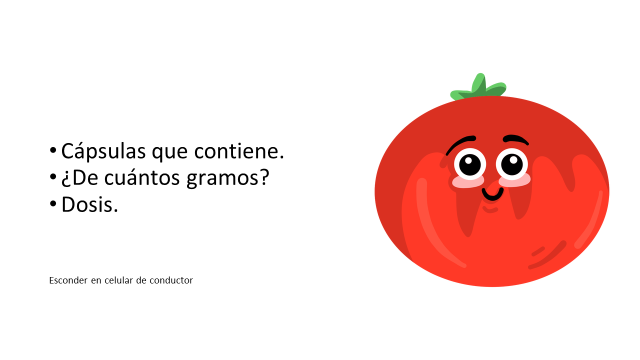 • Cápsulas que contiene.
• ¿De cuántos gramos?
• Dosis.
Esconder en celular de conductor